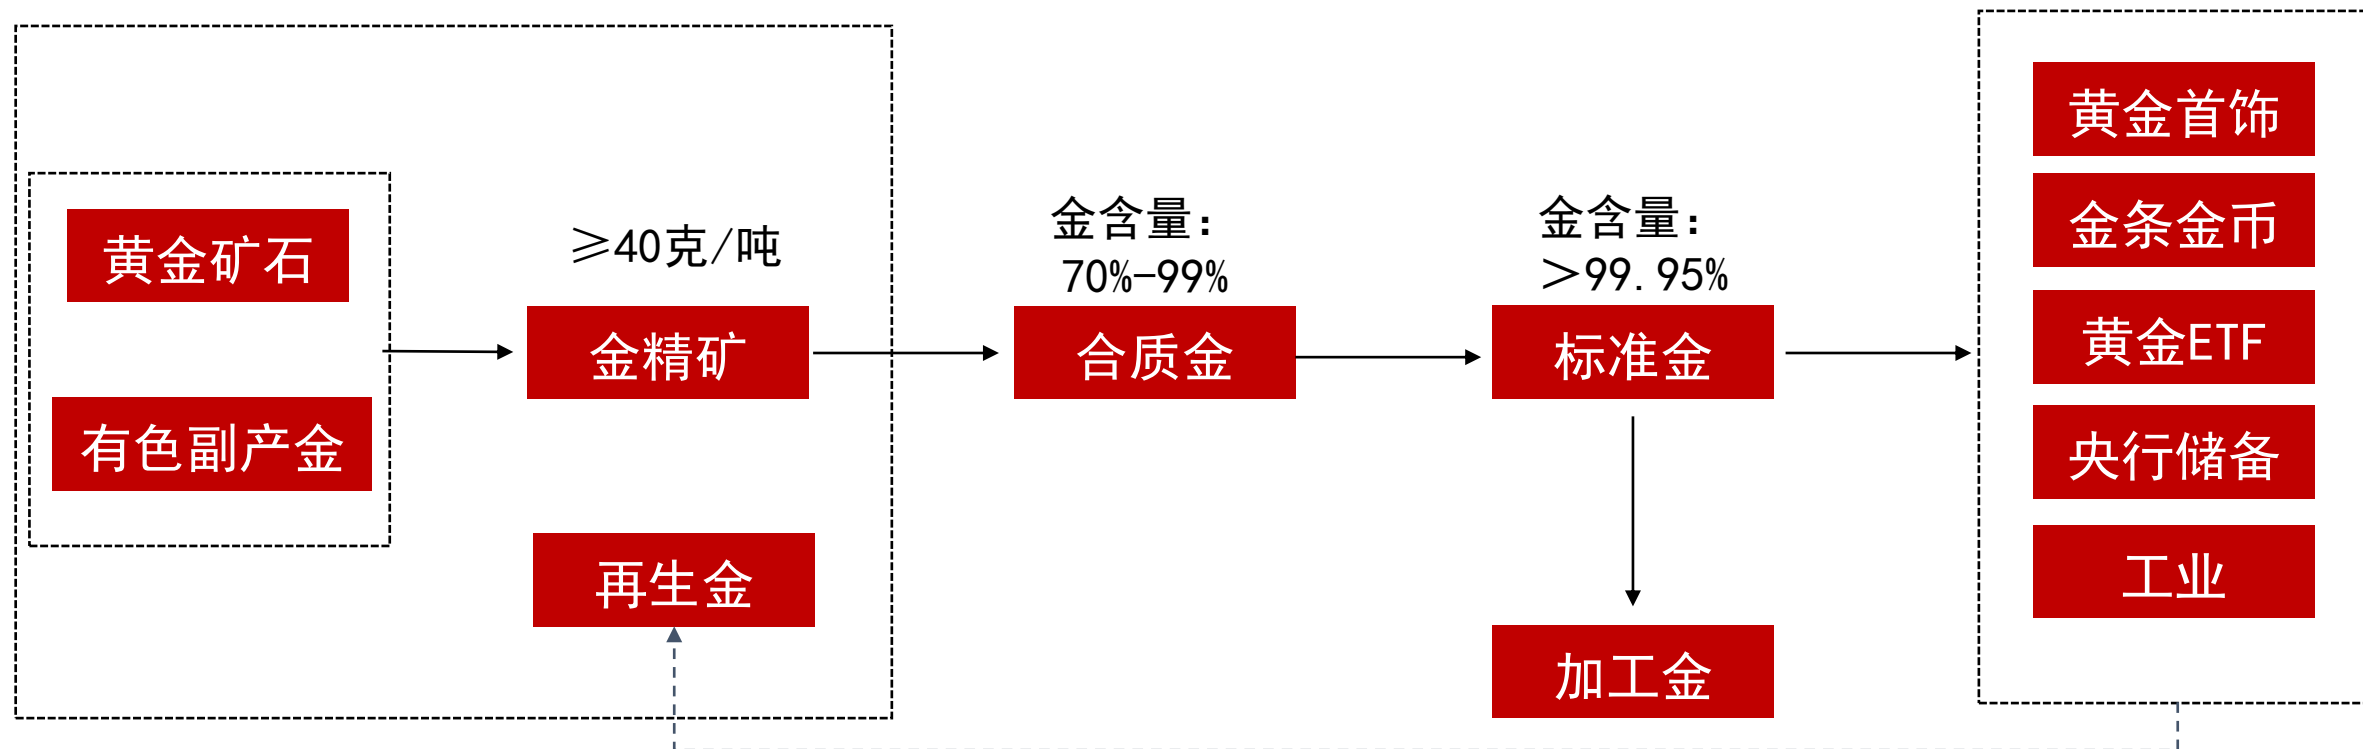 黄金矿石
有色副产金
≥40克/吨
金精矿
再生金
金含量：
70%-99%
合质金
金含量：
>99.95%
标准金
加工金
黄金首饰
金条金币
黄金ETF
央行储备
工业